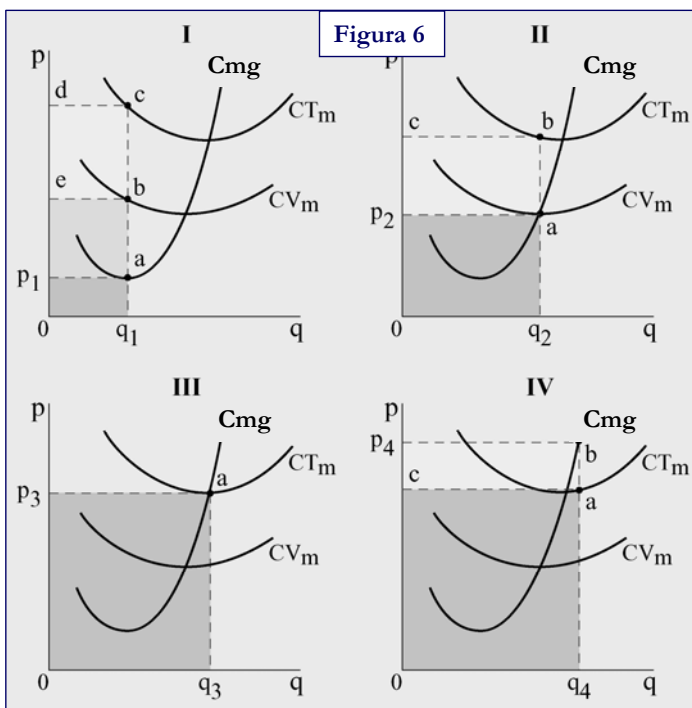 Figura 6
I
p
Cmg
d
c
CTm
e
b
CVm
p1
a
0
q1
q
II
p
Cmg
c
b
CTm
p2
a
CVm
0
q2
q
III
p
Cmg
a
CTm
p3
CVm
0
q3
q
IV
p
Cmg
p4
b
CTm
c
a
CVm
0
q4
q